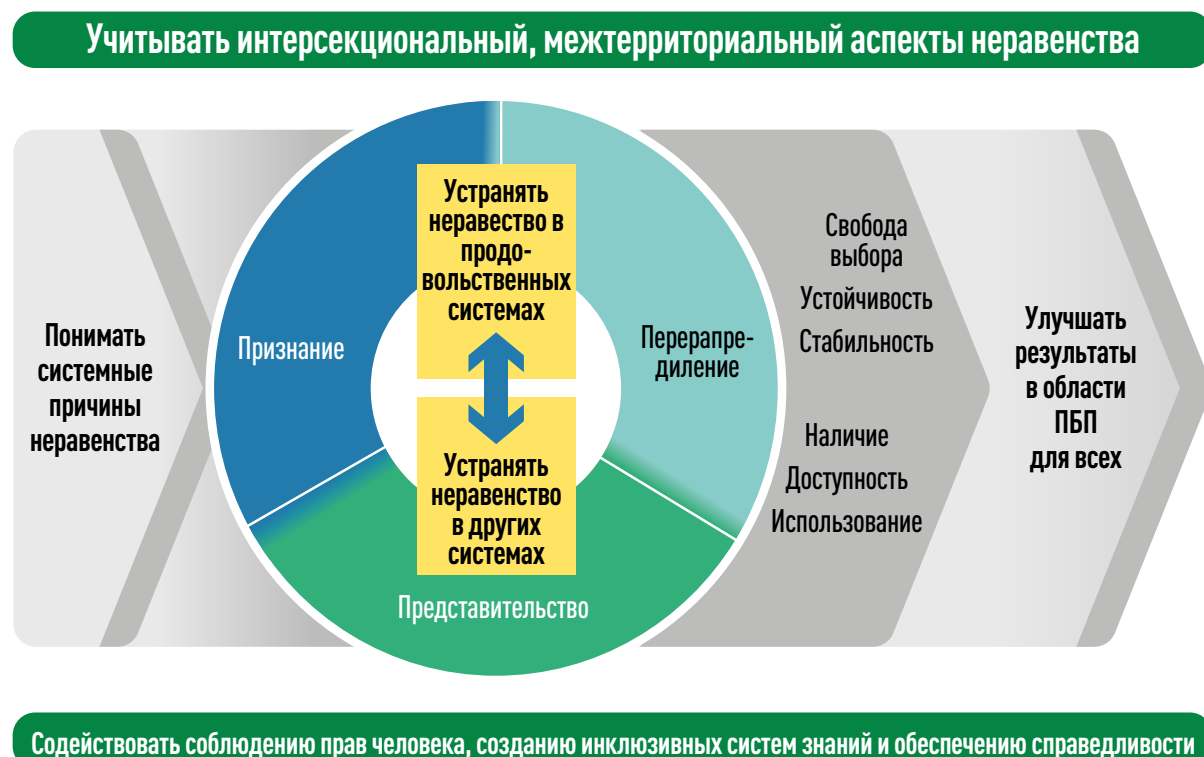 Учитывать интерсекциональный, межтерриториальный аспекты неравенства
Понимать
системные
причины
неравенства
Признание
Устранять
неравество в
продо-
вольственных
системах
Устранять
неравенство
в других
системах
Перерапре-
диление
Представительство
Свобода
выбора
Устойчивость
Стабильность
Наличие
Доступность
Использование
Улучшать
результаты
в области
ПБП
для всех
Содействовать соблюдению прав человека, созданию инклюзивных систем знаний и обеспечению справедливости